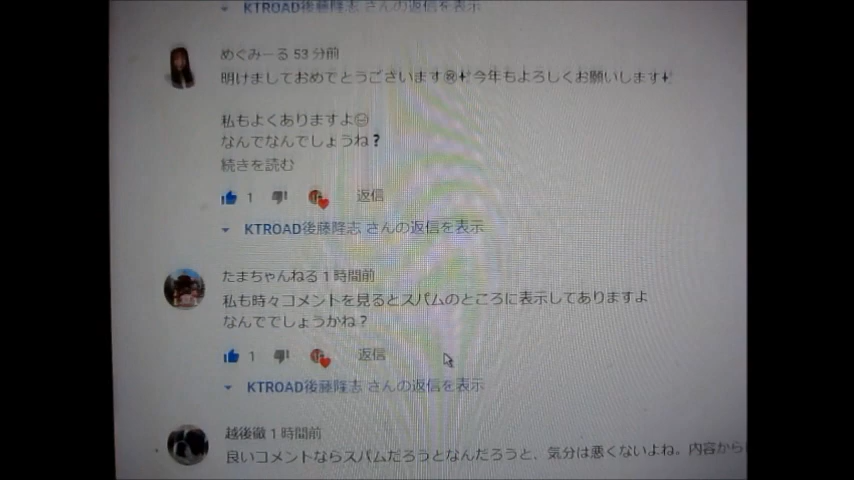 KTROAD後藤隆志 さんの返信を表示
めぐみーる 53 分前
明けましておめでとうございます㊗今年もよろしくお願いします
私もよくありますよ
なんでなんでしょうね?
続きを読む
1 返信
KTROAD後藤隆志 さんの返信を表示
たまちゃんねる 1 時間前
私も時々コメントを見るとスパムのところに表示してありますよ
なんででしょうかね?
1 返信
KTROAD後藤隆志 さんの返信を表示
越後徹 1 時間前
良いコメントならスパムだろうとなんだろうと、気分は悪くないよね。内容から